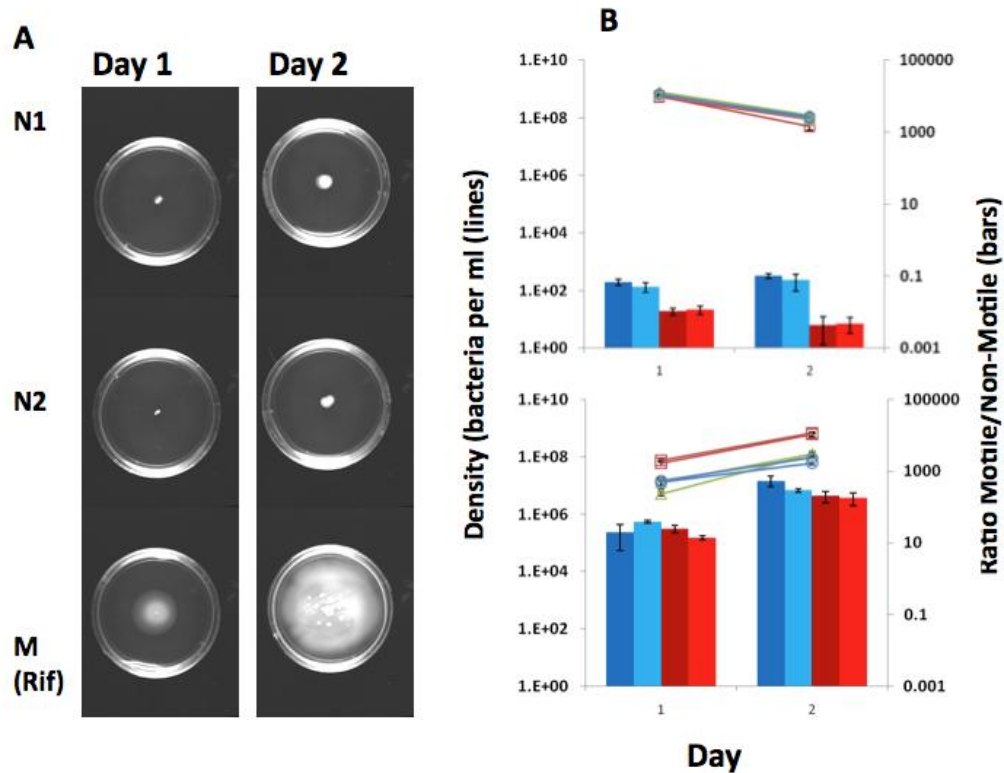 A
Day 1
Day 2
N1
N2
M
(Rif)
B
Density (bacteria per ml (lines)
1.E+10
1.E+08
1.E+06
1.E+04
1.E+02
1.E+00
100000
1000
10
0.1
0.001
1
2
1.E+10
1.E+08
1.E+06
1.E+04
1.E+02
1.E+00
100000
1000
10
0.1
0.001
1
2
Ratio Motile/Non-Motile (bars)
Day